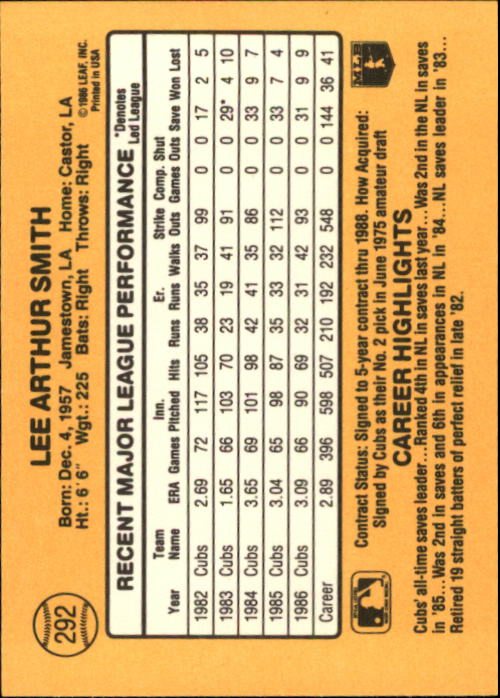 292
LEE ARTHUR SMITH
Born: Dec. 4, 1957 Jamestown, LA Home: Castor, LA
Ht.: 6' 6" Wgt.: 225 Bats: Right Throws: Right
©1986 LEAF, INC.
Printed in USA
RECENT MAJOR LEAGUE PERFORMANCE
*Denotes
Led League
Year Team Name ERA Games Inn. Pitched Hits Runs Er. Runs Walks Strike Outs Comp. Games Shut Outs Save Won Lost
1982 Cubs 2.69 72 117 105 38 35 37 99 0 0 17 2 5
1983 Cubs 1.65 66 103 70 23 19 41 91 0 0 29* 4 10
1984 Cubs 3.65 69 101 98 42 41 35 86 0 0 33 9 7
1985 Cubs 3.04 65 98 87 35 33 32 112 0 0 33 7 4
1986 Cubs 3.09 66 90 69 32 31 42 93 0 0 31 9 9
Career 2.89 396 598 507 210 192 232 548 0 0 144 36 41
Contract Status: Signed to 5-year contract thru 1988. How Acquired:
Signed by Cubs as their No. 2 pick in June 1975 amateur draft
CAREER HIGHLIGHTS
Cubs' all-time saves leader... Ranked 4th in NL in saves last year... Was 2nd in the NL in saves
in '85... Was 2nd in saves and 6th in appearances in NL in '84... NL saves leader in '83...
Retired 19 straight batters of perfect relief in late '82.